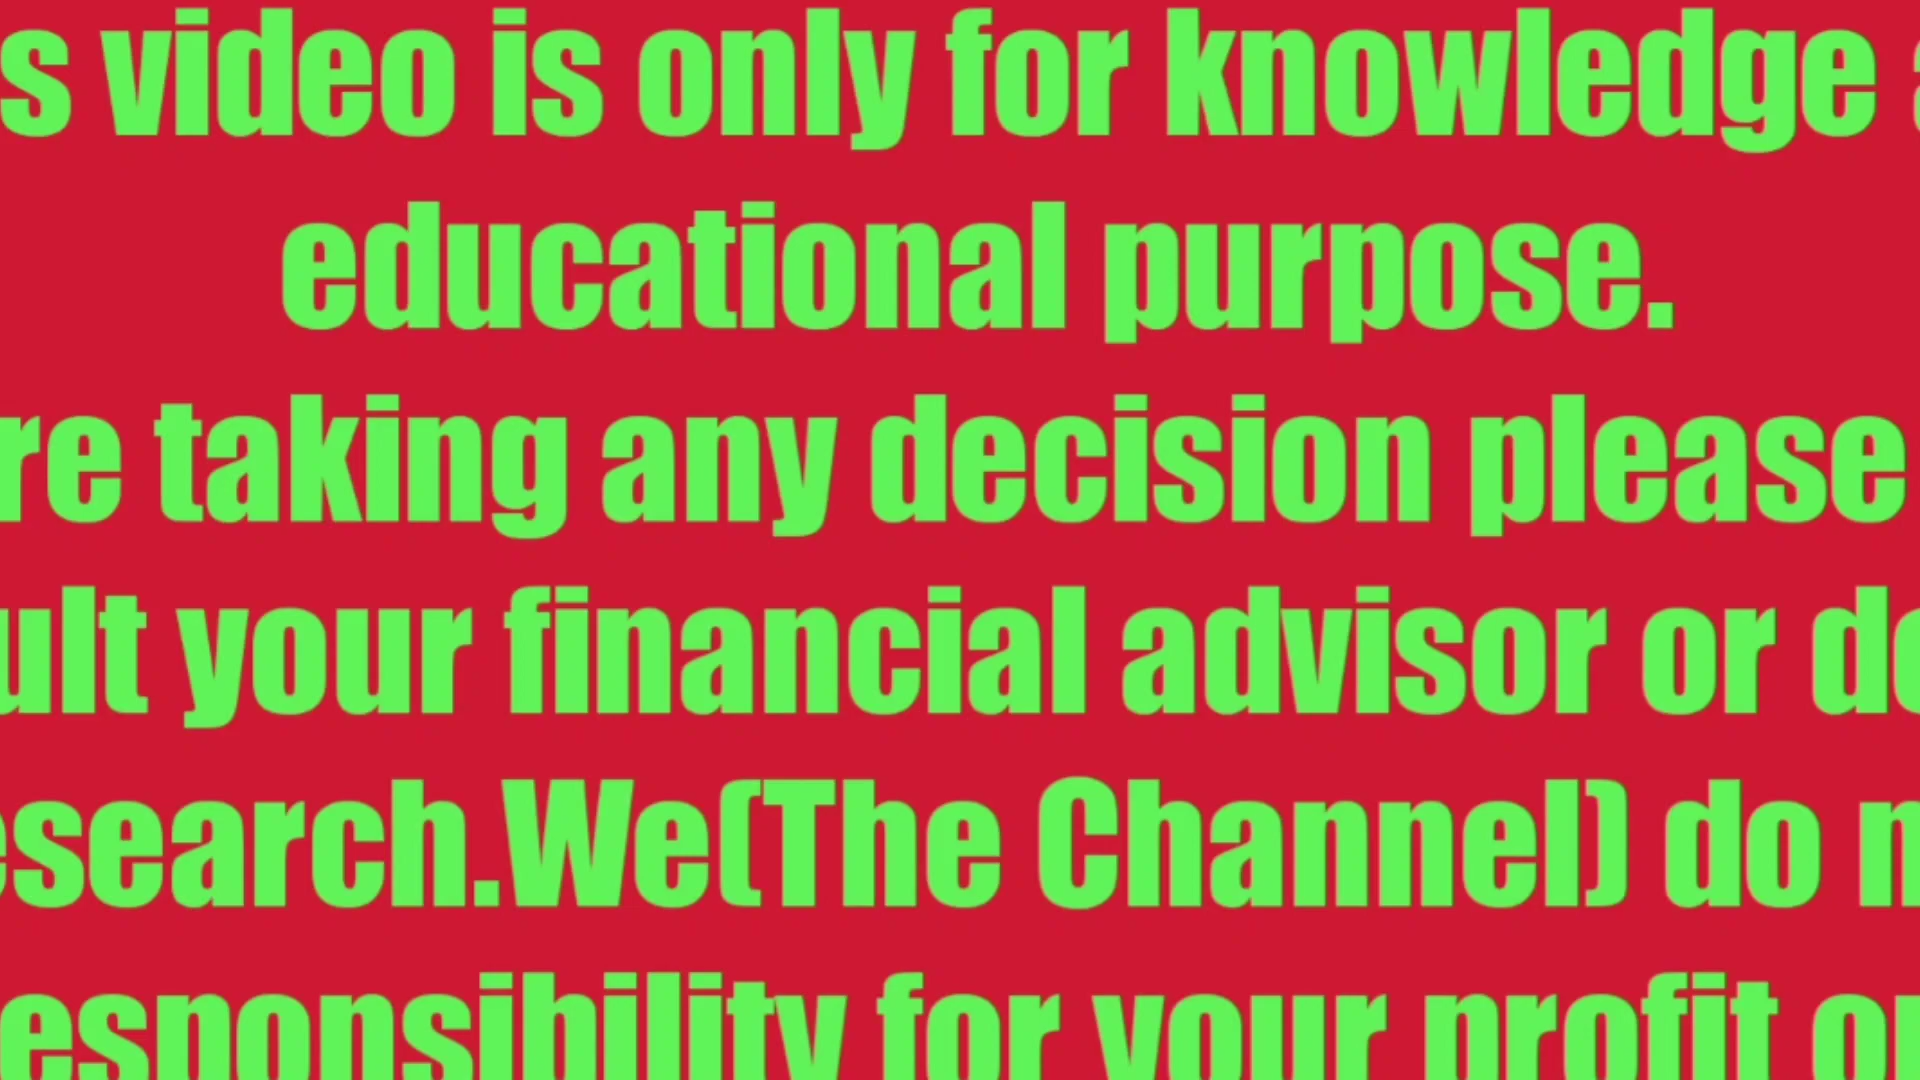 s video is only for knowledge
educational purpose.
re taking any decision please
ult your financial advisor or
esearch.We(The Channel) do
esponsibility for your profit